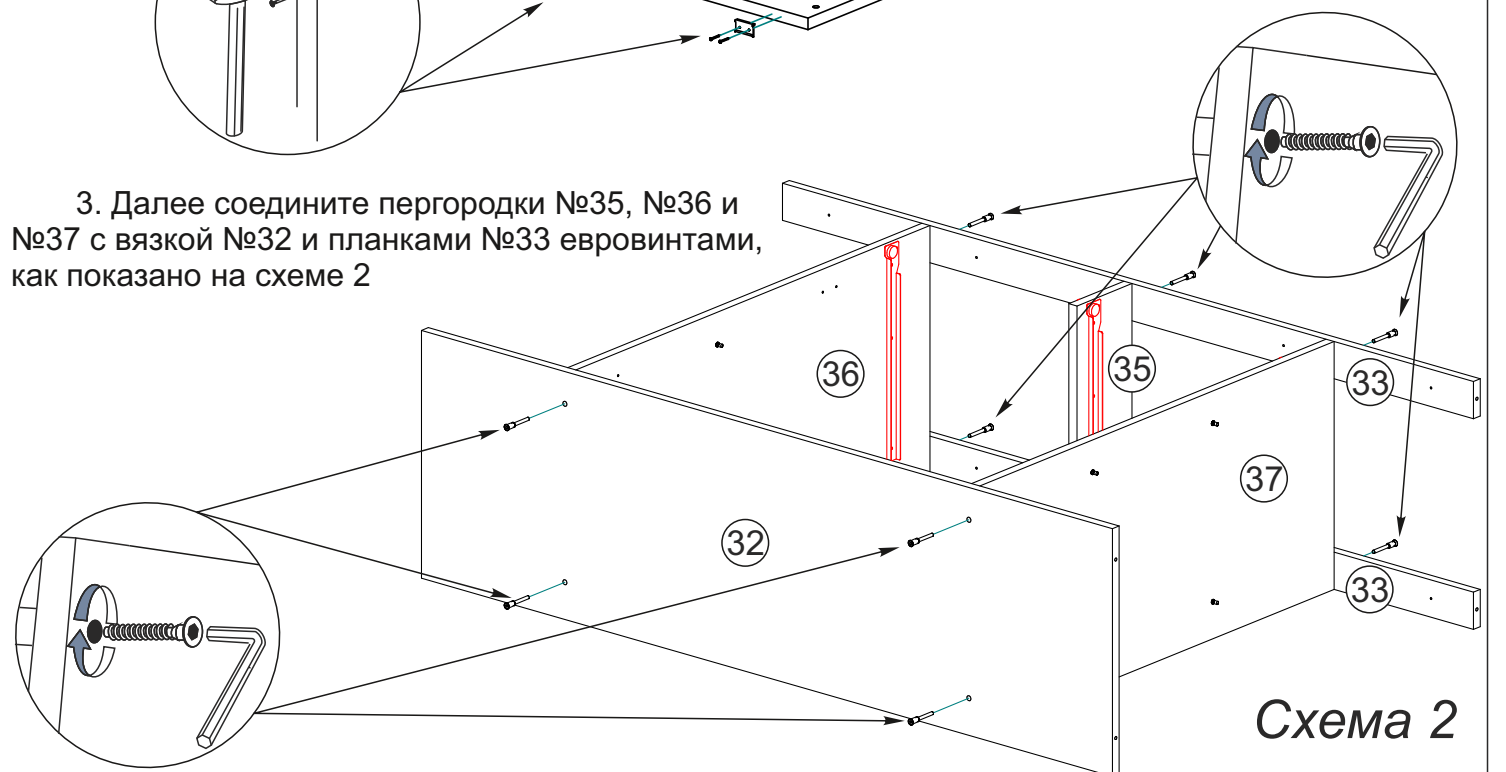 3. Далее соедините пергородки №35, №36 и
№37 с вязкой №32 и планками №33 евровинтами,
как показано на схеме 2
36
35
33
37
32
33
Схема 2